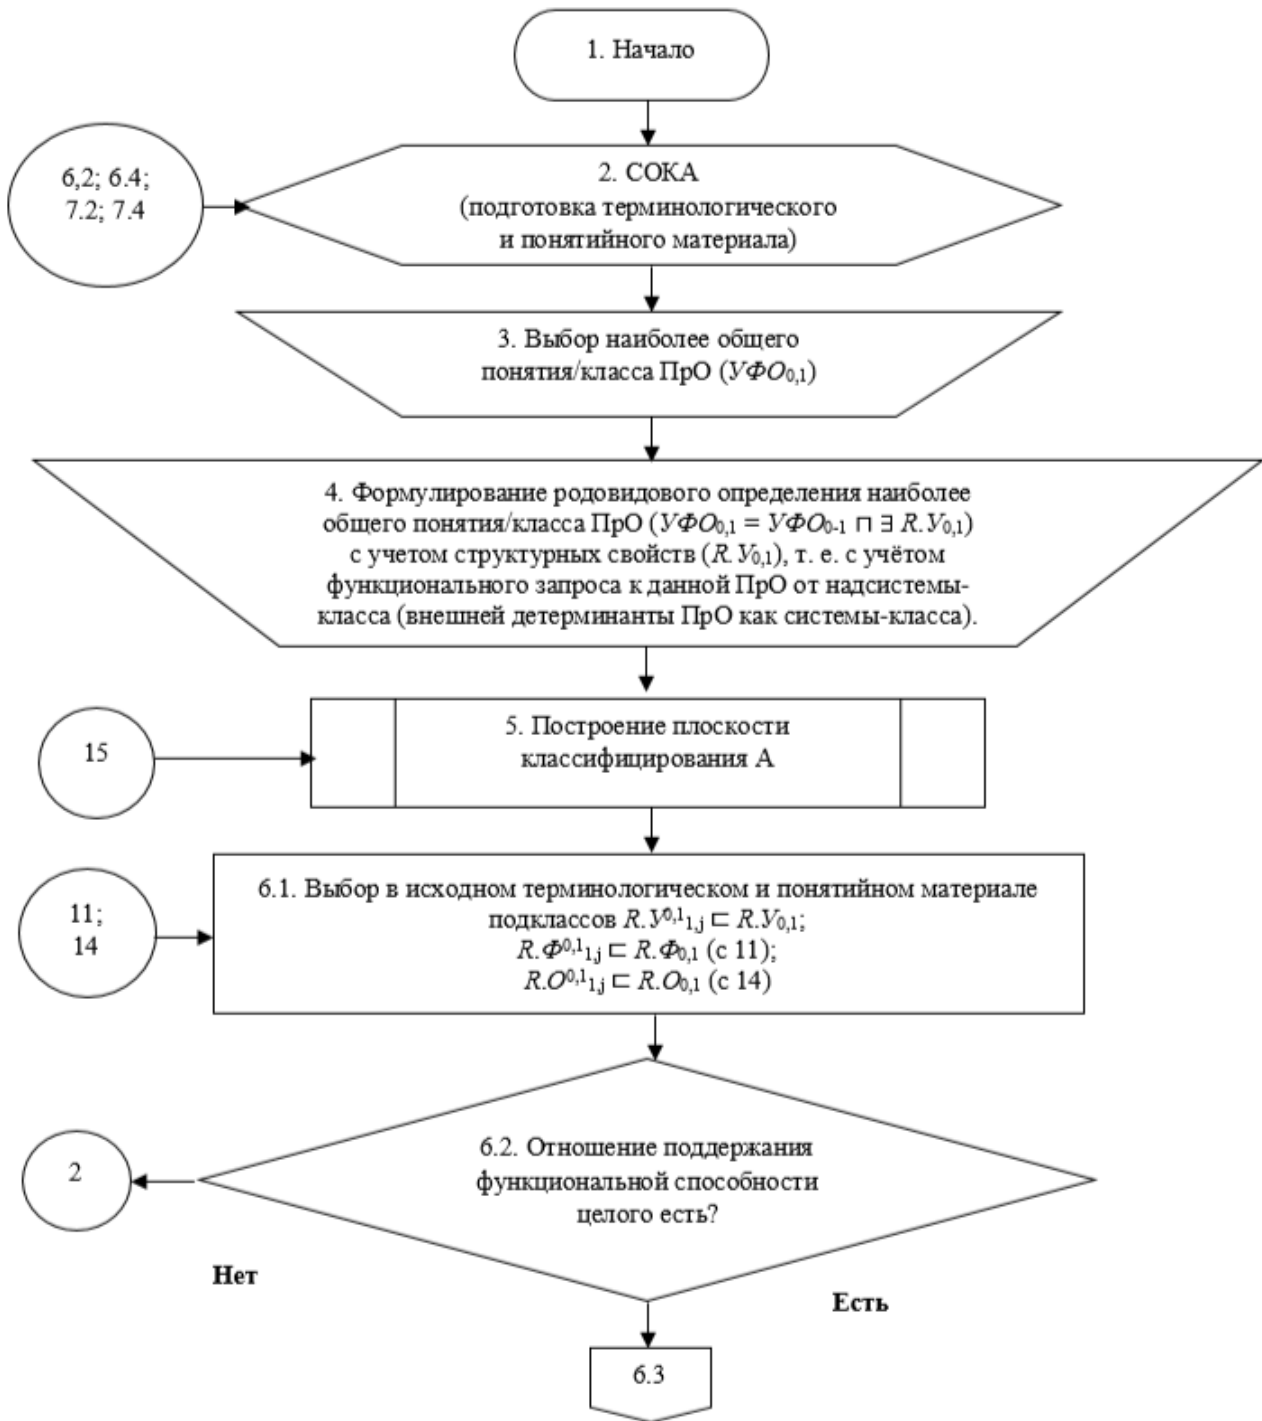 1. Начало
6,2; 6.4;
7.2; 7.4
2. СОКА
(подготовка терминологического
и понятийного материала)
3. Выбор наиболее общего
понятия/класса ПрО (УФО0,1)
4. Формулирование родовидового определения наиболее
общего понятия/класса ПрО (УФО0,1 = УФО0-1 ⊓ ∃ R.У0,1)
с учетом структурных свойств (R.У0,1), т. е. с учётом
функционального запроса к данной ПрО от надсистемы-
класса (внешней детерминанты ПрО как системы-класса).
15
5. Построение плоскости
классифицирования А
11;
14
6.1. Выбор в исходном терминологическом и понятийном материале
подклассов R.У0,11,j ⊏ R.У0,1;
R.Ф0,11,j ⊏ R.Ф0,1 (с 11);
R.О0,11,j ⊏ R.О0,1 (с 14)
2
6.2. Отношение поддержания
функциональной способности
целого есть?
Нет
Есть
6.3